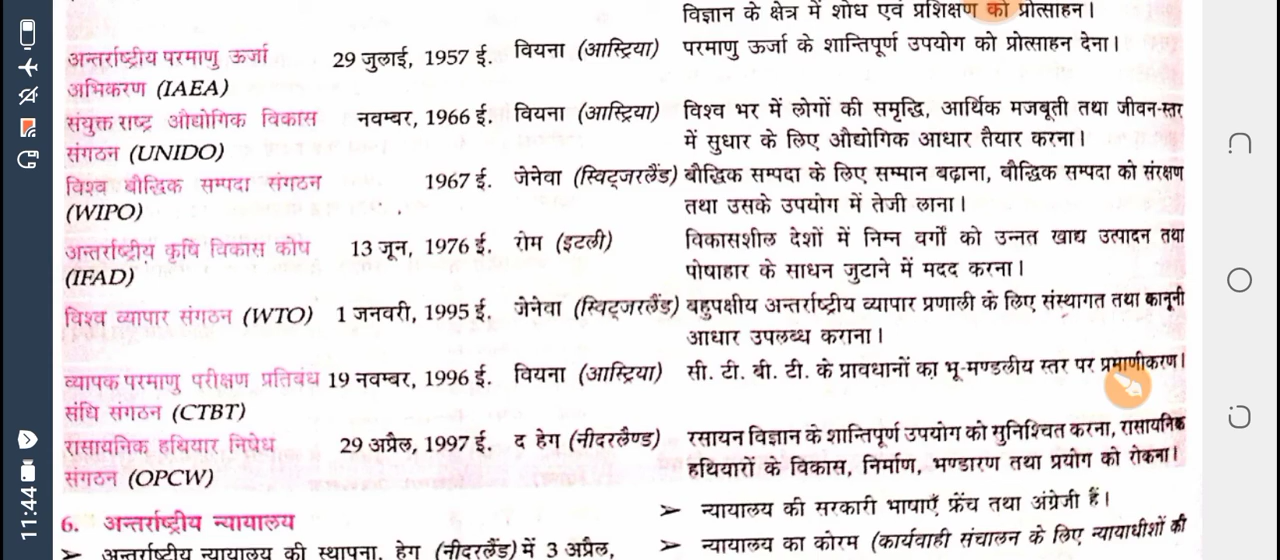 विज्ञान के क्षेत्र में शोध एवं प्रशिक्षण को प्रोत्साहन।
अन्तर्राष्ट्रीय परमाणु ऊर्जा 29 जुलाई, 1957 ई. वियना (आस्ट्रिया) परमाणु ऊर्जा के शान्तिपूर्ण उपयोग को प्रोत्साहन देना।
अभिकरण (IAEA)
संयुक्त राष्ट्र औद्योगिक विकास नवम्बर, 1966 ई. वियना (आस्ट्रिया) विश्व भर में लोगों की समृद्धि, आर्थिक मजबूती तथा जीवन-स्तर
संगठन (UNIDO) में सुधार के लिए औद्योगिक आधार तैयार करना।
विश्व बौद्धिक सम्पदा संगठन 1967 ई. जेनेवा (स्विट्जरलैंड) बौद्धिक सम्पदा के लिए सम्मान बढ़ाना, बौद्धिक सम्पदा को संरक्षण
(WIPO) तथा उसके उपयोग में तेजी लाना।
अन्तर्राष्ट्रीय कृषि विकास कोष 13 जून, 1976 ई. रोम (इटली) विकासशील देशों में निम्न वर्गों को उन्नत खाद्य उत्पादन तथा
(IFAD) पोषाहार के साधन जुटाने में मदद करना।
विश्व व्यापार संगठन (WTO) 1 जनवरी, 1995 ई. जेनेवा (स्विट्जरलैंड) बहुपक्षीय अन्तर्राष्ट्रीय व्यापार प्रणाली के लिए संस्थागत तथा कानूनी
आधार उपलब्ध कराना।
व्यापक परमाणु परीक्षण प्रतिबंध 19 नवम्बर, 1996 ई. वियना (आस्ट्रिया) सी. टी. बी. टी. के प्रावधानों का भू-मण्डलीय स्तर पर प्रमाणीकरण।
संधि संगठन (CTBT)
रासायनिक हथियार निषेध 29 अप्रैल, 1997 ई. द हेग (नीदरलैण्ड) रसायन विज्ञान के शान्तिपूर्ण उपयोग को सुनिश्चित करना, रासायनिक
संगठन (OPCW) हथियारों के विकास, निर्माण, भण्डारण तथा प्रयोग को रोकना।
6. अन्तर्राष्ट्रीय न्यायालय
➢ अन्तर्राष्ट्रीय न्यायालय की स्थापना, हेग (नीदरलैंड) में 3 अप्रैल,
➢ न्यायालय की सरकारी भाषाएँ फ्रेंच तथा अंग्रेजी हैं।
➢ न्यायालय का कोरम (कार्यवाही संचालन के लिए न्यायाधीशों की
11:44